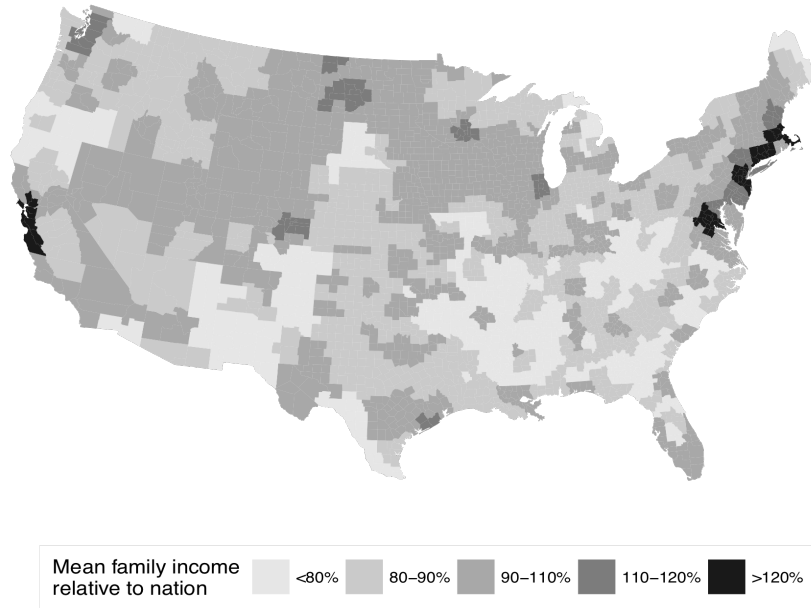 Mean family income
relative to nation
<80%
80–90%
90–110%
110–120%
>120%